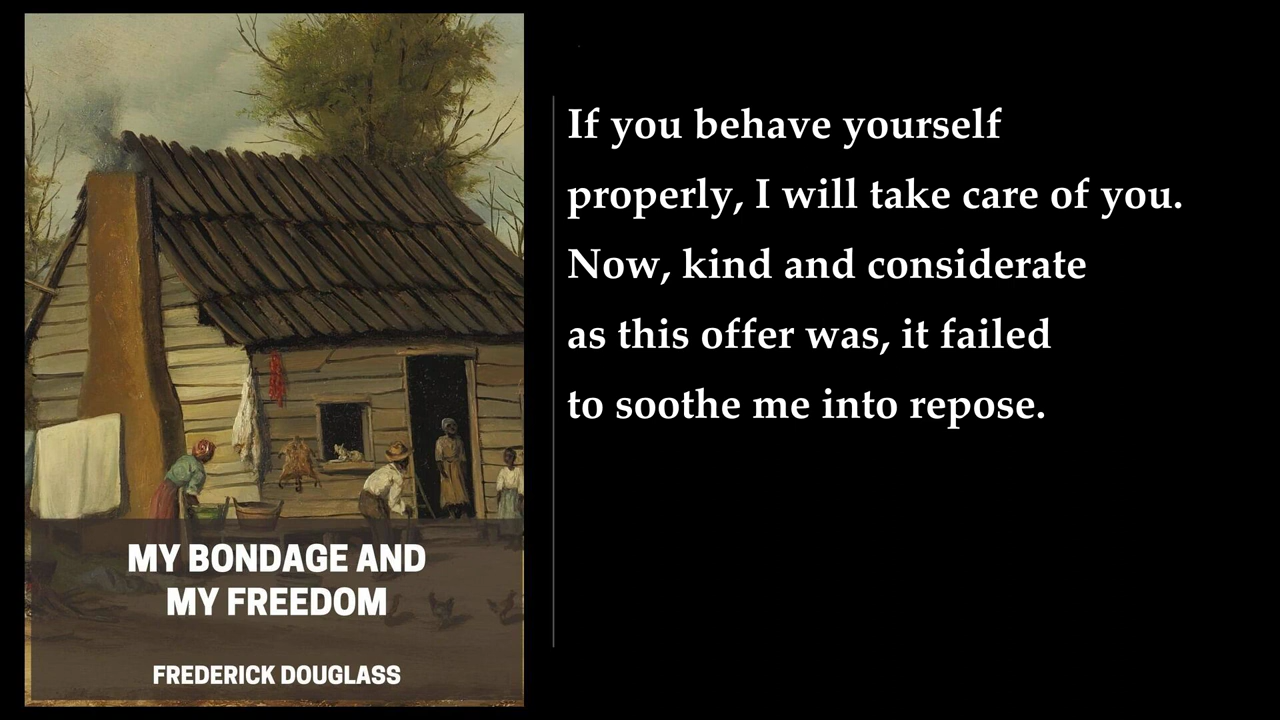 MY BONDAGE AND
MY FREEDOM
FREDERICK DOUGLASS
If you behave yourself
properly, I will take care of you.
Now, kind and considerate
as this offer was, it failed
to soothe me into repose.